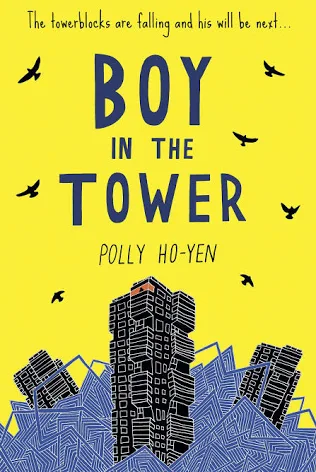 The towerblocks are falling and his will be next...
BOY
IN THE
TOWER
POLLY HO-YEN